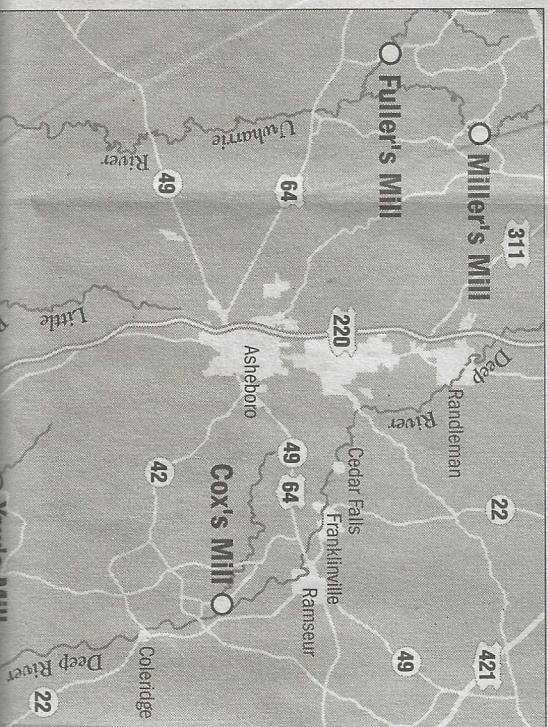 311
22
421
Miller's Mill
Deep River
Randleman
49
Fuller's Mill
220
Cedar Falls
Franklinville
Ramseur
64
49
64
Uwharrie River
Asheboro
Cox's Mill
49
42
Coleridge
Little
Deep River
22